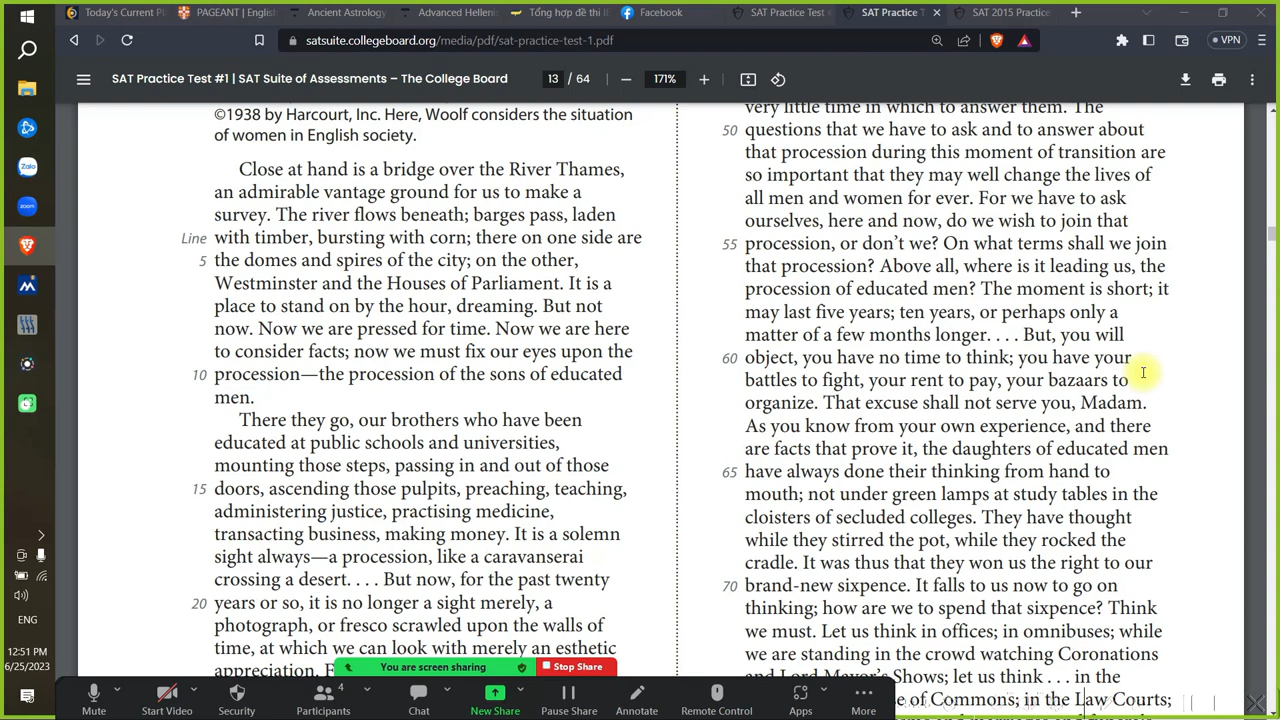 Today's Current P
PAGEANT | English
Ancient Astrology
Advanced Hellenic
Tổng hợp đề thi
Facebook
SAT Practice Test
SAT Practice T
SAT 2015 Practice
satsuite.collegeboard.org/media/pdf/sat-practice-test-1.pdf
VPN
SAT Practice Test #1 | SAT Suite of Assessments – The College Board
13 / 64
171%
©1938 by Harcourt, Inc. Here, Woolf considers the situation
of women in English society.
Close at hand is a bridge over the River Thames,
an admirable vantage ground for us to make a
survey. The river flows beneath; barges pass, laden
Line with timber, bursting with corn; there on one side are
5 the domes and spires of the city; on the other,
Westminster and the Houses of Parliament. It is a
place to stand on by the hour, dreaming. But not
now. Now we are pressed for time. Now we are here
to consider facts; now we must fix our eyes upon the
10 procession—the procession of the sons of educated
men.
There they go, our brothers who have been
educated at public schools and universities,
mounting those steps, passing in and out of those
15 doors, ascending those pulpits, preaching, teaching,
administering justice, practising medicine,
transacting business, making money. It is a solemn
sight always—a procession, like a caravanserai
crossing a desert. . . . But now, for the past twenty
20 years or so, it is no longer a sight merely, a
photograph, or fresco scrawled upon the walls of
time, at which we can look with merely an esthetic
appreciation.
very little time in which to answer them. The
50 questions that we have to ask and to answer about
that procession during this moment of transition are
so important that they may well change the lives of
all men and women for ever. For we have to ask
ourselves, here and now, do we wish to join that
55 procession, or don't we? On what terms shall we join
that procession? Above all, where is it leading us, the
procession of educated men? The moment is short; it
may last five years; ten years, or perhaps only a
matter of a few months longer. . . . But, you will
60 object, you have no time to think; you have your
battles to fight, your rent to pay, your bazaars to
organize. That excuse shall not serve you, Madam.
As you know from your own experience, and there
are facts that prove it, the daughters of educated men
65 have always done their thinking from hand to
mouth; not under green lamps at study tables in the
cloisters of secluded colleges. They have thought
while they stirred the pot, while they rocked the
cradle. It was thus that they won us the right to our
70 brand-new sixpence. It falls to us now to go on
thinking; how are we to spend that sixpence? Think
we must. Let us think in offices; in omnibuses; while
we are standing in the crowd watching Coronations
and Lord Mayor's Shows; let us think . . . in the
e of Commons; in the Law Courts;
Zalo
zoom
ENG
12:51 PM
6/25/2023
You are screen sharing
Stop Share
Mute
Start Video
Security
Participants
4
Chat
New Share
Pause Share
Annotate
Remote Control
Apps
More